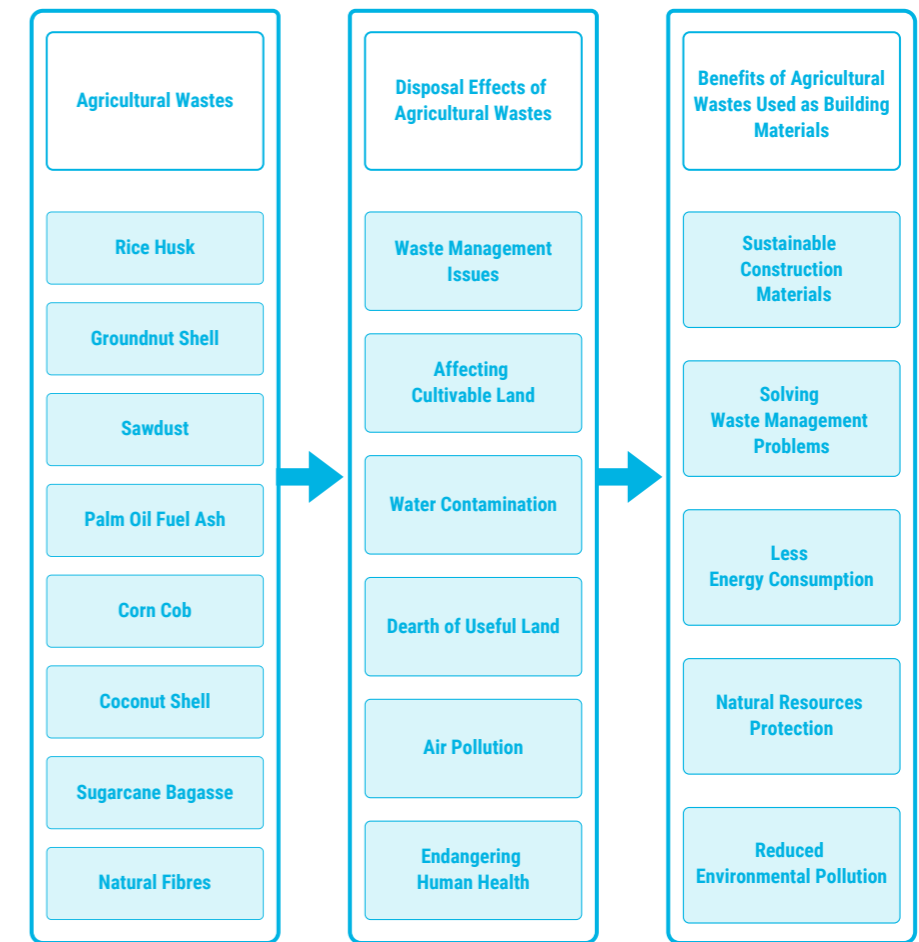 Agricultural Wastes
Rice Husk
Groundnut Shell
Sawdust
Palm Oil Fuel Ash
Corn Cob
Coconut Shell
Sugarcane Bagasse
Natural Fibres
Disposal Effects of
Agricultural Wastes
Waste Management
Issues
Affecting
Cultivable Land
Water Contamination
Dearth of Useful Land
Air Pollution
Endangering
Human Health
Benefits of Agricultural
Wastes Used as Building
Materials
Sustainable
Construction
Materials
Solving
Waste Management
Problems
Less
Energy Consumption
Natural Resources
Protection
Reduced
Environmental Pollution